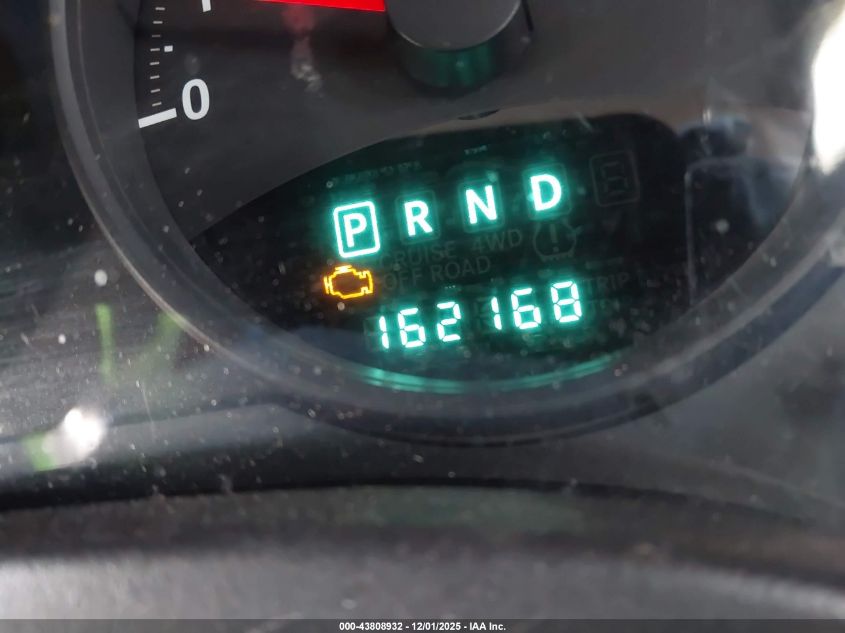 0
P R N D
CRUISE 4WD
OFF ROAD
TRIP
162168
000-43808932 - 12/01/2025 - IAA Inc.